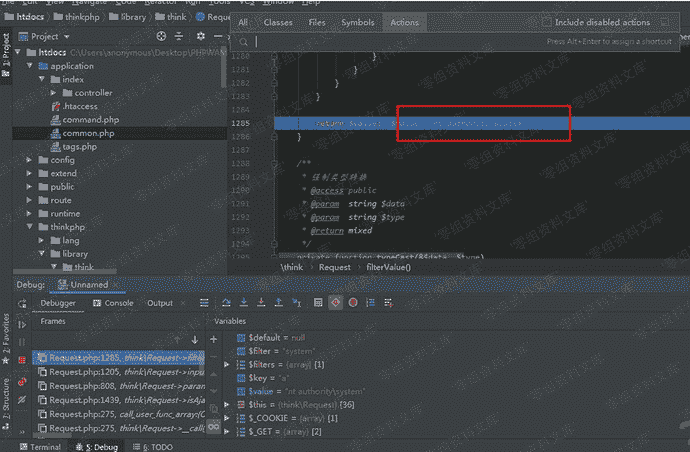 htdocs thinkphp library think Reque
All Classes Files Symbols Actions Include disabled actions
Press Alt+Enter to assign a shortcut
1: Project
Project
htdocs C:\Users\anonymous\Desktop\PHPWAM
application
index
controller
.htaccess
command.php
common.php
tags.php
config
extend
public
route
runtime
thinkphp
lang
library
think
1280
1281
1282
1283
1284
1285
1286
1287
1288
1289
1290
1291
1292
1293
1294
return $value;
/**
* 强制类型转换
* @access public
* @param string $data
* @param string $type
* @return mixed
*/
private function typeCast(&$data, $type)
\think Request filterValue()
Debug: Unnamed
Debugger Console Output
Frames
Variables
Request.php:1285, think\Request->filte
Request.php:1205, think\Request->inpu
Request.php:808, think\Request->param
Request.php:1439, think\Request->isAja
Request.php:275, call_user_func_array(
Request.php:275, think\Request->__call
$default = null
$filter = "system"
$filters = {array} [1]
$key = "a"
$value = "nt authority\system"
$this = {think\Request} [36]
$_COOKIE = {array} [1]
$_GET = {array} [2]
2: Favorites
Z: Structure
Terminal 5: Debug 6: TODO
零组资料文库